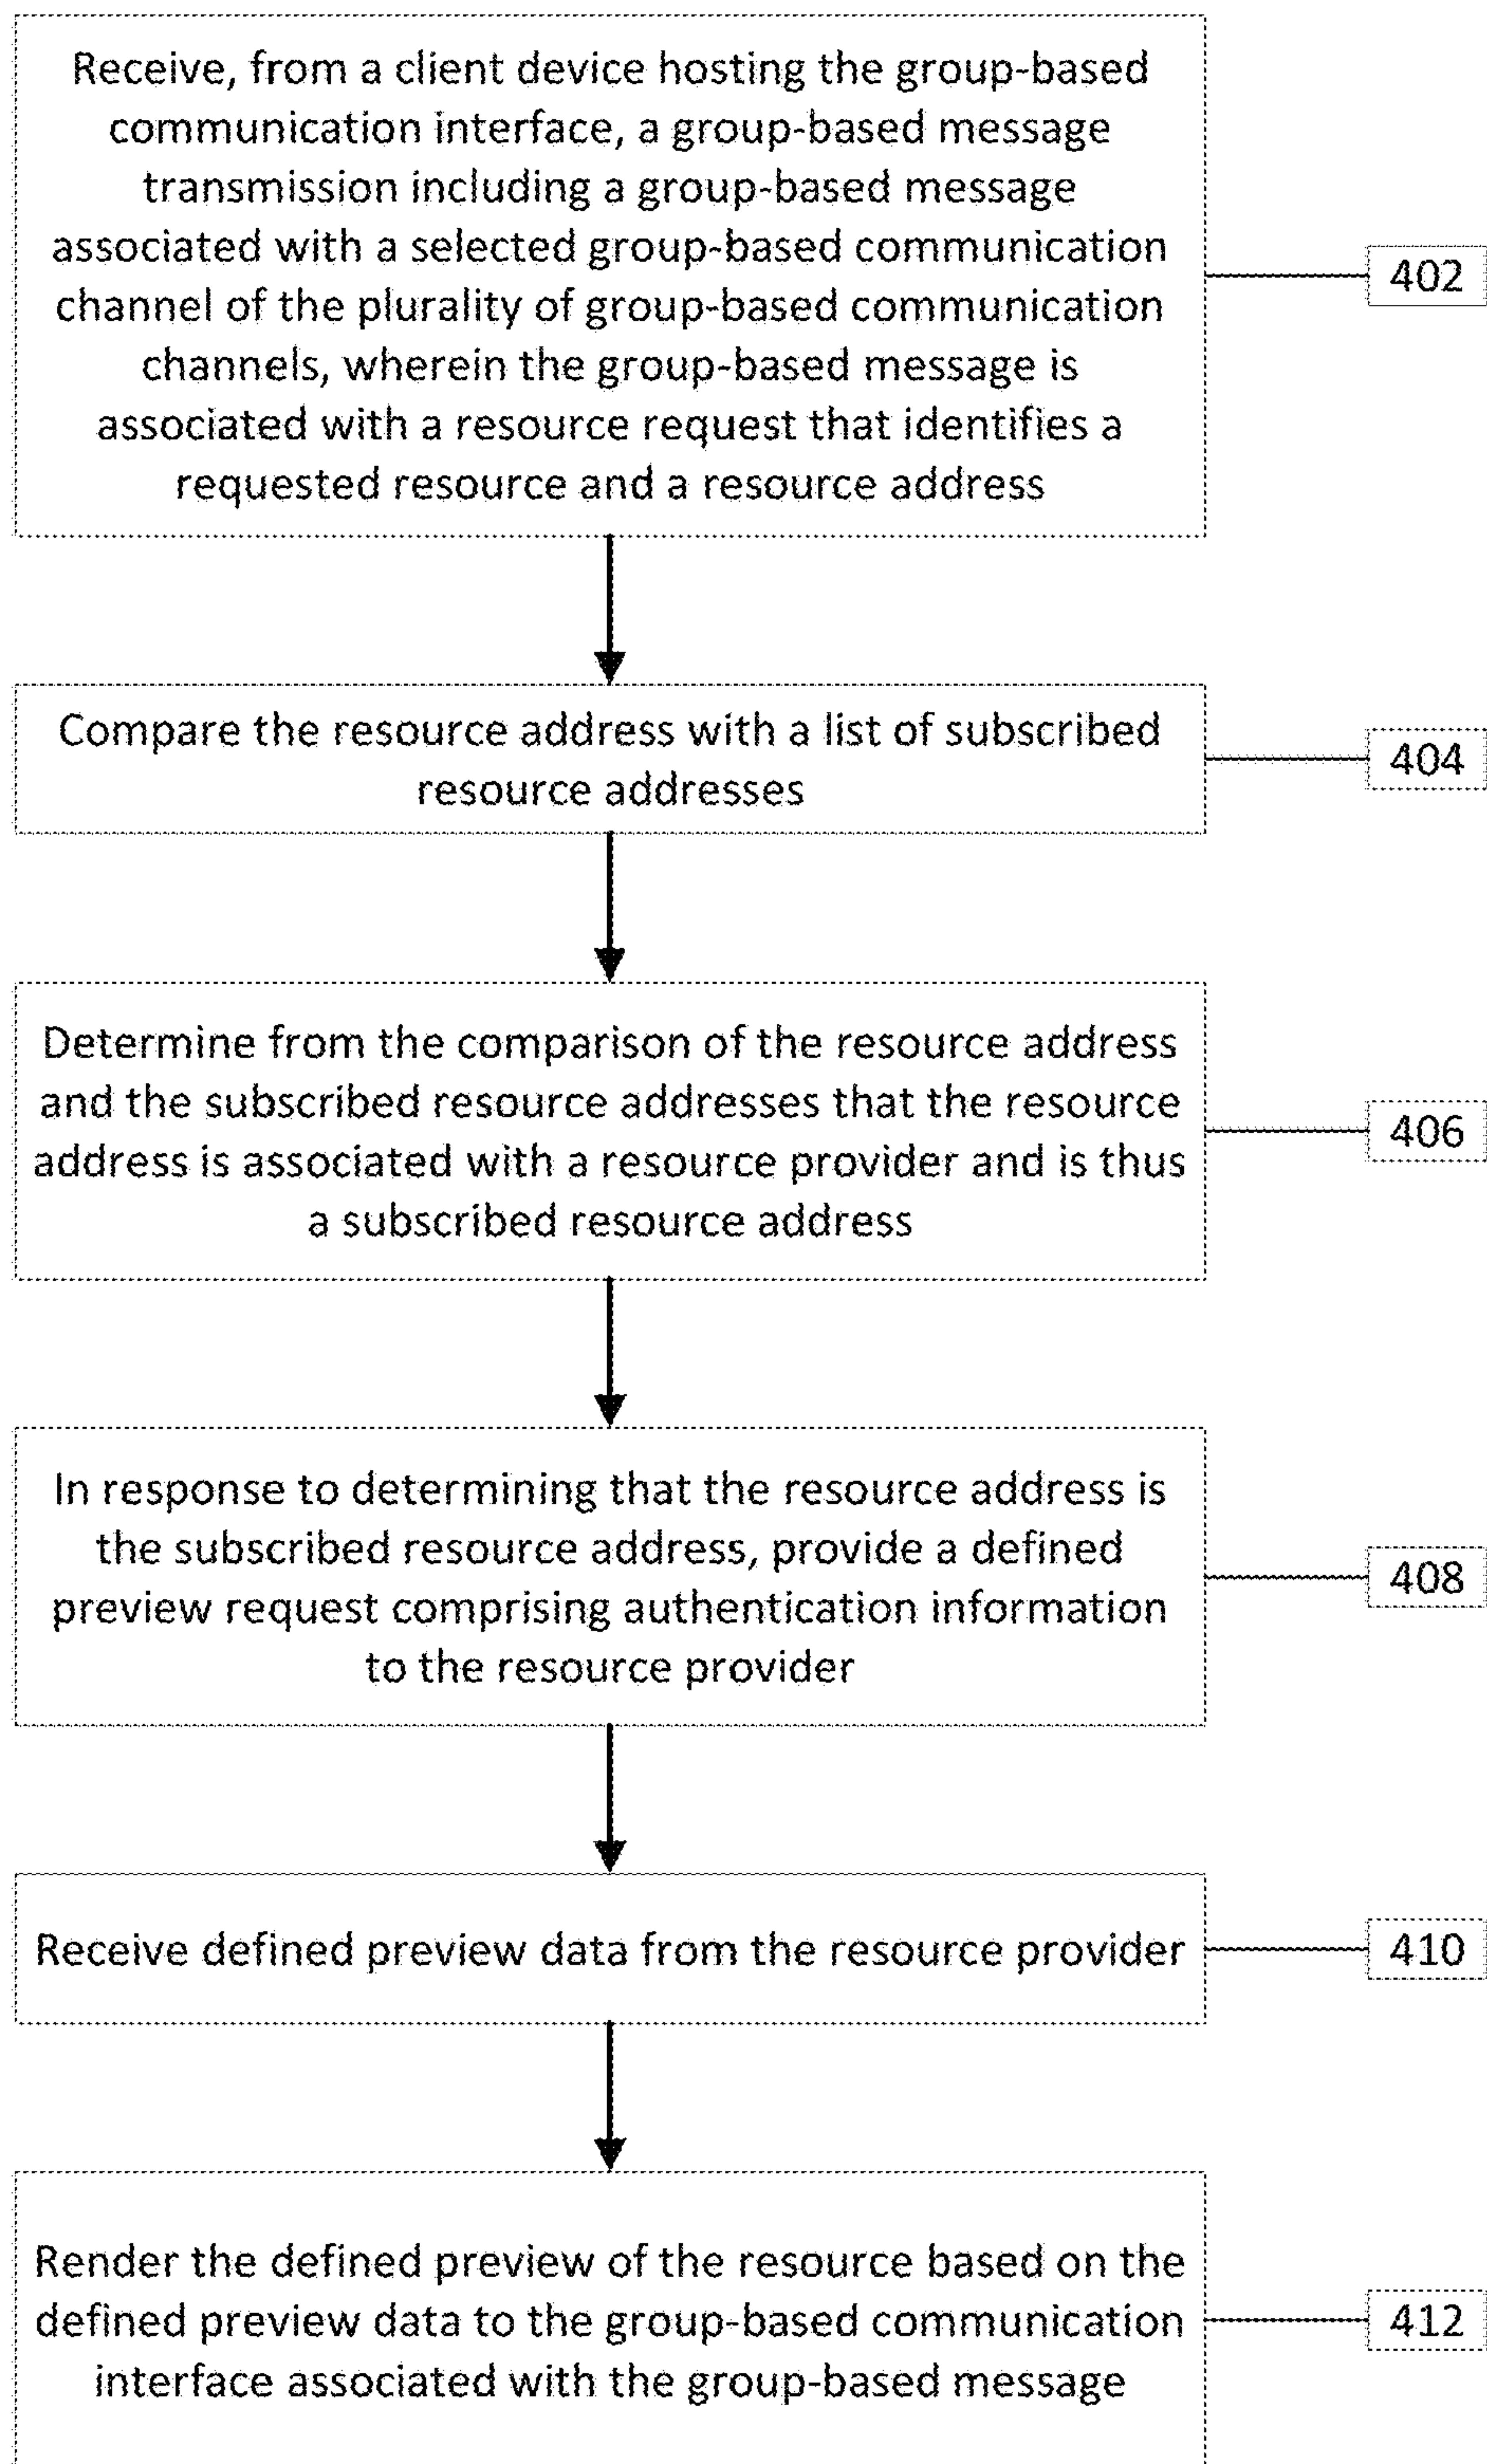 Receive, from a client device hosting the group-based
communication interface, a group-based message
transmission including a group-based message
associated with a selected group-based communication
channel of the plurality of group-based communication
channels, wherein the group-based message is
associated with a resource request that identifies a
requested resource and a resource address
402
Compare the resource address with a list of subscribed
resource addresses
404
Determine from the comparison of the resource address
and the subscribed resource addresses that the resource
address is associated with a resource provider and is thus
a subscribed resource address
406
In response to determining that the resource address is
the subscribed resource address, provide a defined
preview request comprising authentication information
to the resource provider
408
Receive defined preview data from the resource provider
410
Render the defined preview of the resource based on the
defined preview data to the group-based communication
interface associated with the group-based message
412